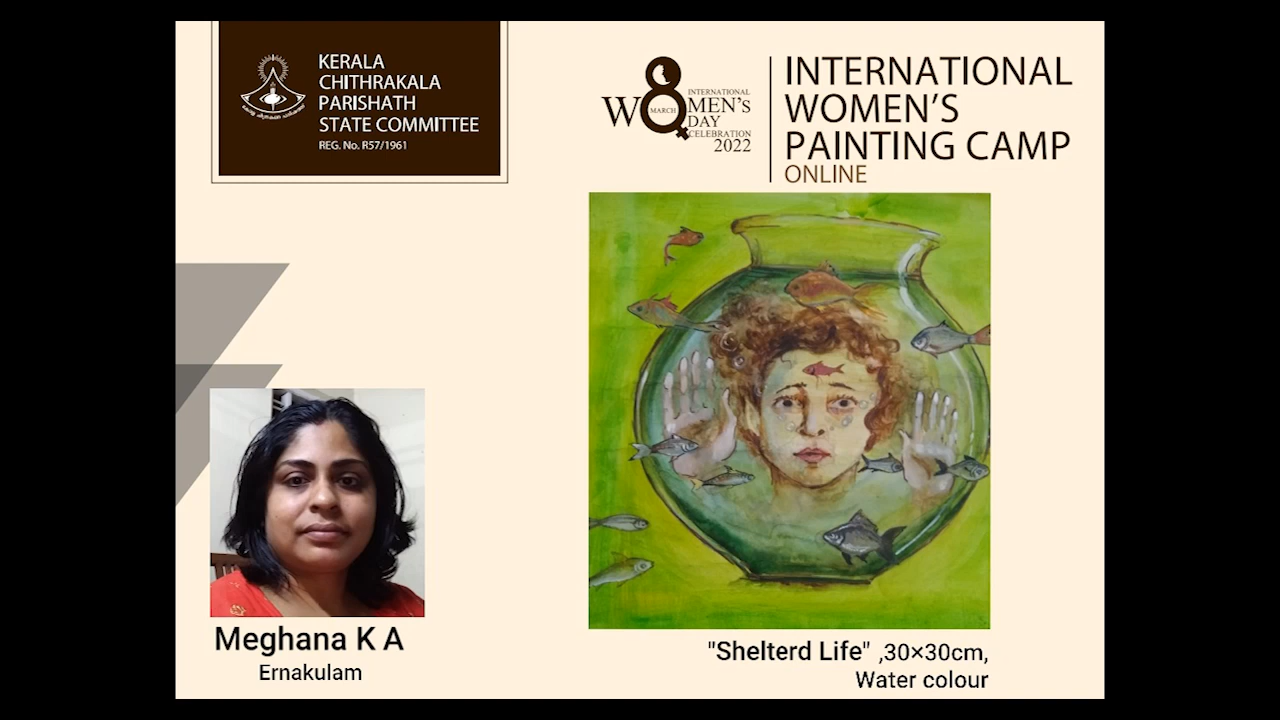 KERALA
CHITHRAKALA
PARISHATH
STATE COMMITTEE
REG. No. R57/1961
INTERNATIONAL
WOMEN's
MARCH
DAY
CELEBRATION
2022
INTERNATIONAL
WOMEN'S
PAINTING CAMP
ONLINE
Meghana K A
Ernakulam
"Shelterd Life" ,30×30cm,
Water colour